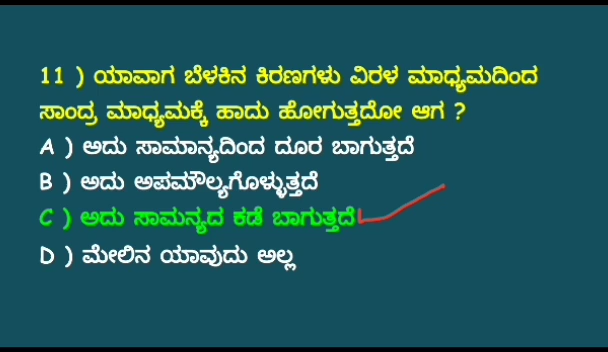 11 ) ಯಾವಾಗ ಬೆಳಕಿನ ಕಿರಣಗಳು ವಿರಳ ಮಾಧ್ಯಮದಿಂದ
ಸಾಂದ್ರ ಮಾಧ್ಯಮಕ್ಕೆ ಹಾದು ಹೋಗುತ್ತದೋ ಆಗ ?
A ) ಅದು ಸಾಮಾನ್ಯದಿಂದ ದೂರ ಬಾಗುತ್ತದೆ
B ) ಅದು ಅಪಮೌಲ್ಯಗೊಳ್ಳುತ್ತದೆ
C ) ಅದು ಸಾಮನ್ಯದ ಕಡೆ ಬಾಗುತ್ತದೆ
D ) ಮೇಲಿನ ಯಾವುದು ಅಲ್ಲ